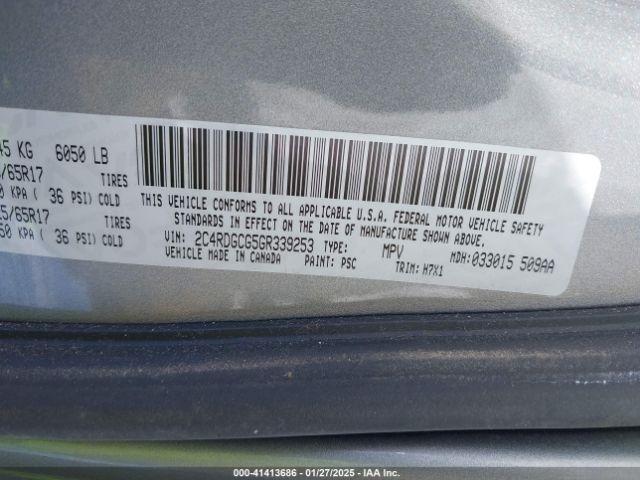 45 KG 6050 LB
/65R17 TIRES
0 KPA ( 36 PSI) COLD
5/65R17 TIRES
50 KPA ( 36 PSI) COLD
THIS VEHICLE CONFORMS TO ALL APPLICABLE U.S.A. FEDERAL MOTOR VEHICLE SAFETY
STANDARDS IN EFFECT ON THE DATE OF MANUFACTURE SHOWN ABOVE.
VIN: 2C4RDGCG5GR339253 TYPE: MPV MDH: 033015 509AA
VEHICLE MADE IN CANADA PAINT: PSC TRIM: H7X1
000-41413686 | 01/27/2025 | IAA Inc.